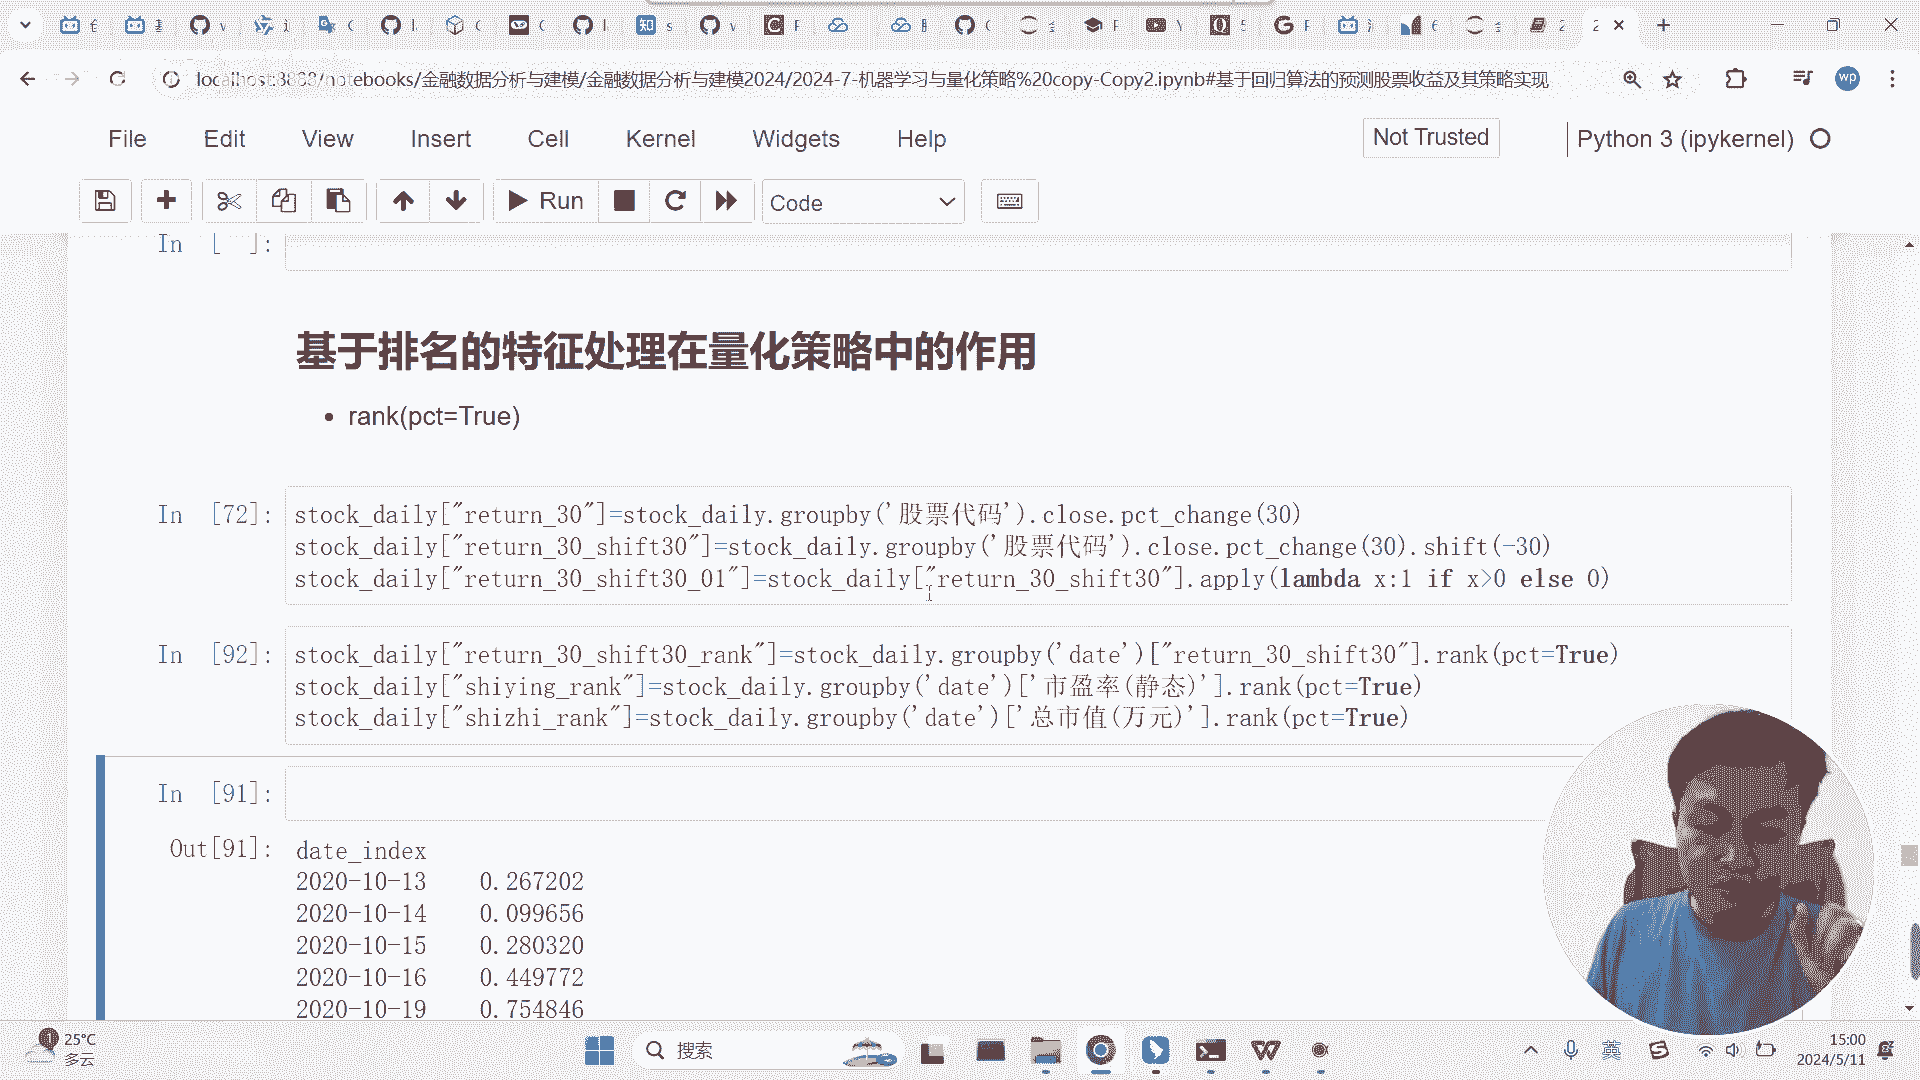 localhost:8888/notebooks/金融数据分析与建模/金融数据分析与建模2024/2024-7-机器学习与量化策略%20copy-Copy2.ipynb#基于回归算法的预测股票收益及其策略实现
wp
File Edit View Insert Cell Kernel Widgets Help
Not Trusted
Python 3 (ipykernel)
Run
Code
In [ ]:
基于排名的特征处理在量化策略中的作用
• rank(pct=True)
In [72]:
stock_daily["return_30"]=stock_daily.groupby('股票代码').close.pct_change(30)
stock_daily["return_30_shift30"]=stock_daily.groupby('股票代码').close.pct_change(30).shift(-30)
stock_daily["return_30_shift30_01"]=stock_daily["return_30_shift30"].apply(lambda x:1 if x>0 else 0)
In [92]:
stock_daily["return_30_shift30_rank"]=stock_daily.groupby('date')["return_30_shift30"].rank(pct=True)
stock_daily["shiying_rank"]=stock_daily.groupby('date')['市盈率(静态)'].rank(pct=True)
stock_daily["shizhi_rank"]=stock_daily.groupby('date')['总市值(万元)'].rank(pct=True)
In [91]:
Out[91]:
date_index
2020-10-13 0.267202
2020-10-14 0.099656
2020-10-15 0.280320
2020-10-16 0.449772
2020-10-19 0.754846
25°C
多云
搜索
英
15:00
2024/5/11